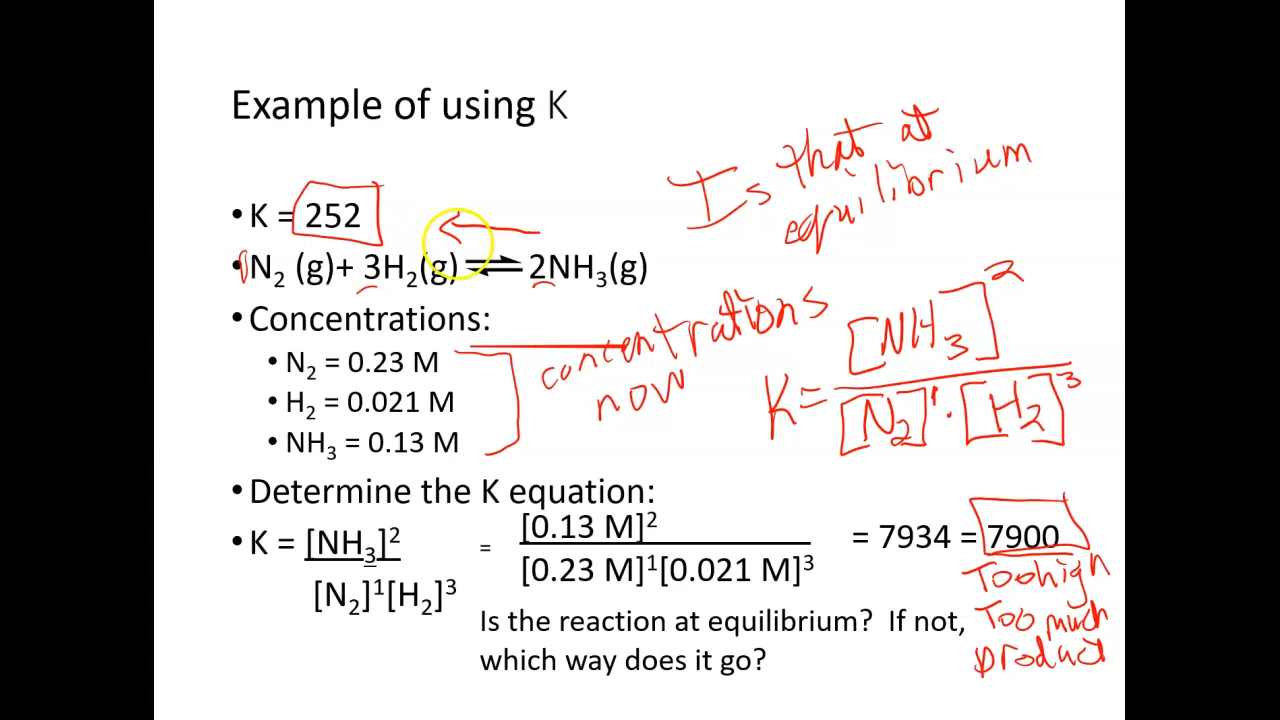 Example of using K
Is that at
equilibrium
• K = 252
• 1N₂ (g)+ 3H₂(g) ⇌ 2NH₃(g)
• Concentrations:
• N₂ = 0.23 M
• H₂ = 0.021 M
• NH₃ = 0.13 M
concentrations
now
K = [NH₃]²
[N₂]¹ · [H₂]³
• Determine the K equation:
• K = [NH₃]² = [0.13 M]² = 7934 = 7900
[N₂]¹[H₂]³ [0.23 M]¹[0.021 M]³
Too high
Too much
product
Is the reaction at equilibrium? If not,
which way does it go?